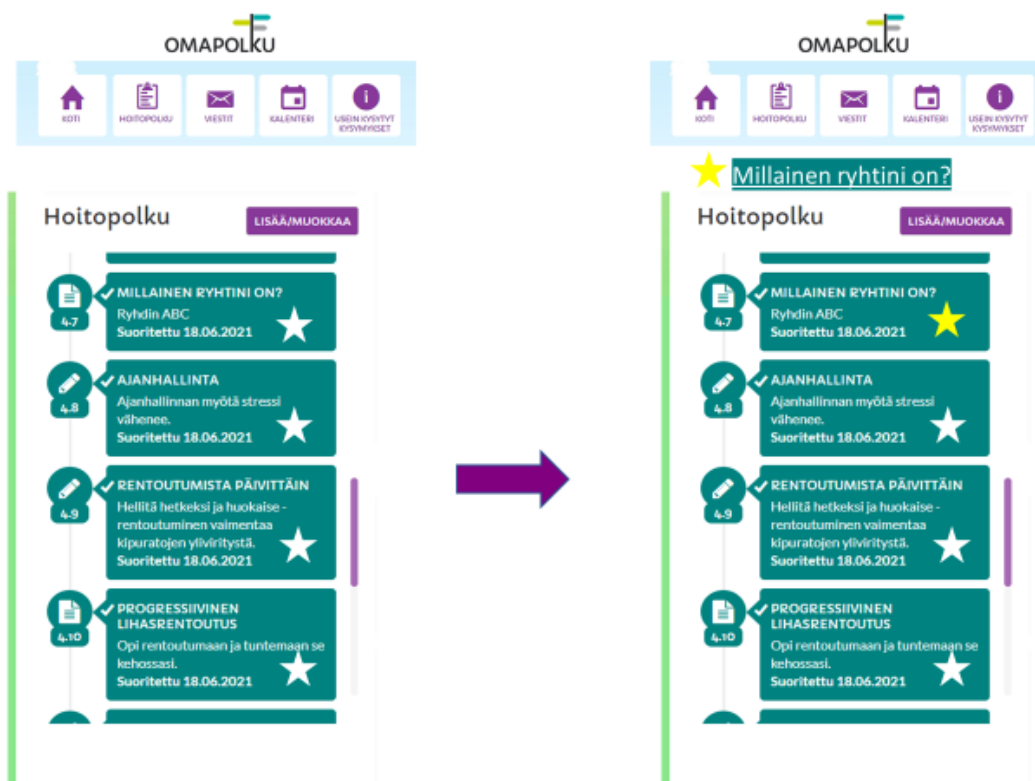 OMAPOLKU
KOTI
HOITOPOLKU
VIESTIT
KALENTERI
USEIN KYSYTYT
KYSYMYKSET
Hoitopolku
LISÄÄ/MUOKKAA
4.7
MILLAINEN RYHTINI ON?
Ryhdin ABC
Suoritettu 18.06.2021
4.8
AJANHALLINTA
Ajanhallinnan myötä stressi
vähenee.
Suoritettu 18.06.2021
4.9
RENTOUTUMISTA PÄIVITTÄIN
Hellitä hetkeksi ja huokaise -
rentoutuminen vaimentaa
kipuratojen yliviritystä.
Suoritettu 18.06.2021
4.10
PROGRESSIIVINEN
LIHASRENTOUTUS
Opi rentoutumaan ja tuntemaan se
kehossasi.
Suoritettu 18.06.2021
OMAPOLKU
KOTI
HOITOPOLKU
VIESTIT
KALENTERI
USEIN KYSYTYT
KYSYMYKSET
Millainen ryhtini on?
Hoitopolku
LISÄÄ/MUOKKAA
4.7
MILLAINEN RYHTINI ON?
Ryhdin ABC
Suoritettu 18.06.2021
4.8
AJANHALLINTA
Ajanhallinnan myötä stressi
vähenee.
Suoritettu 18.06.2021
4.9
RENTOUTUMISTA PÄIVITTÄIN
Hellitä hetkeksi ja huokaise -
rentoutuminen vaimentaa
kipuratojen yliviritystä.
Suoritettu 18.06.2021
4.10
PROGRESSIIVINEN
LIHASRENTOUTUS
Opi rentoutumaan ja tuntemaan se
kehossasi.
Suoritettu 18.06.2021